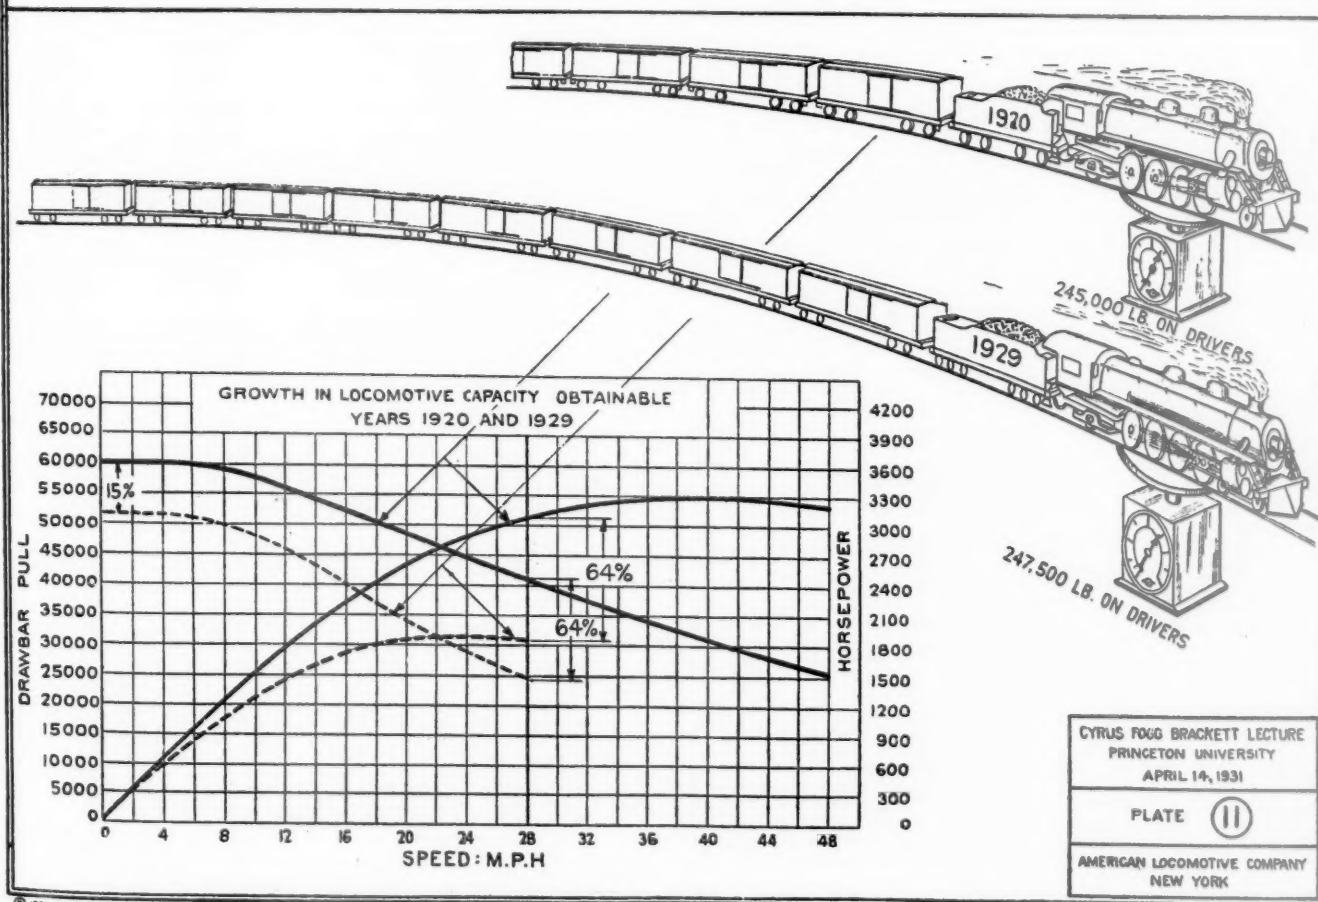 1920
245,000 LB. ON DRIVERS
1929
247,500 LB. ON DRIVERS
GROWTH IN LOCOMOTIVE CAPACITY OBTAINABLE
YEARS 1920 AND 1929
DRAWBAR PULL
70000
65000
60000
55000
50000
45000
40000
35000
30000
25000
20000
15000
10000
5000
0
15%
64%
64%
HORSEPOWER
4200
3900
3600
3300
3000
2700
2400
2100
1800
1500
1200
900
600
300
0
0 4 8 12 16 20 24 28 32 36 40 44 48
SPEED: M.P.H
CYRUS FOGG BRACKETT LECTURE
PRINCETON UNIVERSITY
APRIL 14, 1931
PLATE 11
AMERICAN LOCOMOTIVE COMPANY
NEW YORK